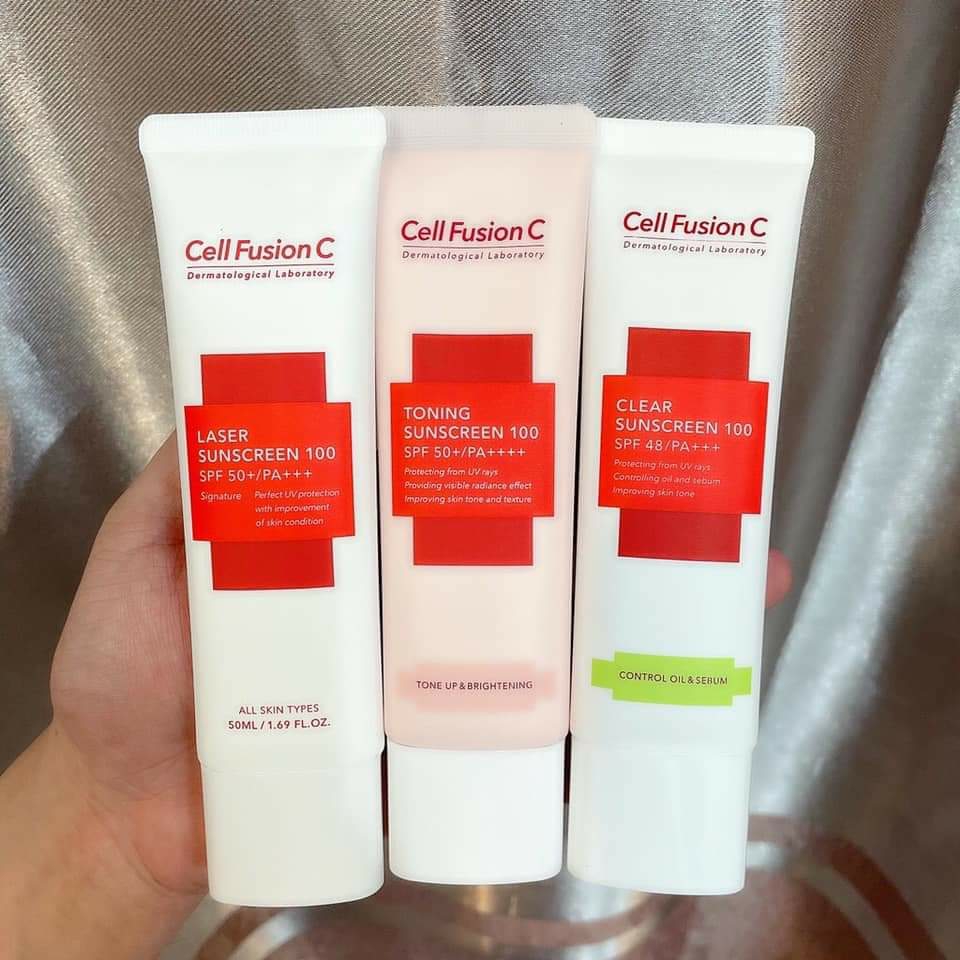 Cell Fusion C
Dermatological Laboratory
LASER
SUNSCREEN 100
SPF 50+/PA+++
Signature Perfect UV protection
with improvement
of skin condition
ALL SKIN TYPES
50ML / 1.69 FL.OZ.
Cell Fusion C
Dermatological Laboratory
TONING
SUNSCREEN 100
SPF 50+/PA++++
Protecting from UV rays
Providing visible radiance effect
Improving skin tone and texture
TONE UP & BRIGHTENING
Cell Fusion C
Dermatological Laboratory
CLEAR
SUNSCREEN 100
SPF 48/PA+++
Protecting from UV rays
Controlling oil and sebum
Improving skin tone
CONTROL OIL & SEBUM